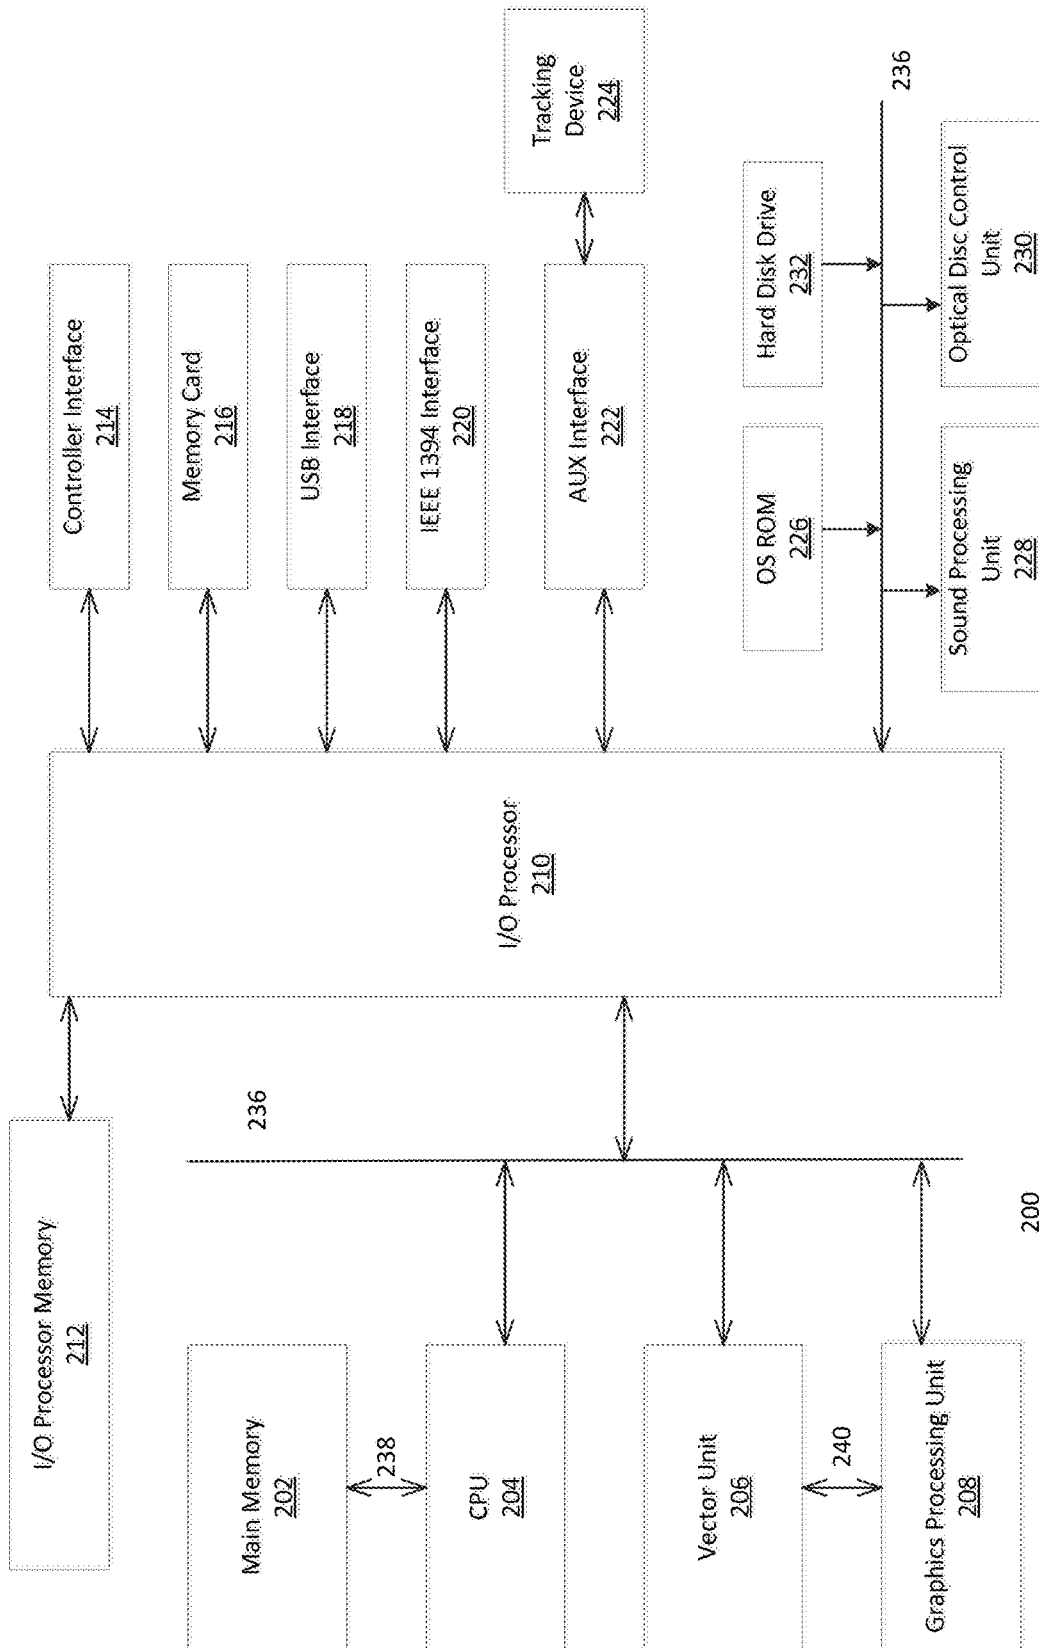 I/O Processor Memory
212
Main Memory
202
238
CPU
204
Vector Unit
206
240
Graphics Processing Unit
208
236
200
I/O Processor
210
Controller Interface
214
Memory Card
216
USB Interface
218
IEEE 1394 Interface
220
AUX Interface
222
Tracking
Device
224
OS ROM
226
Hard Disk Drive
232
236
Sound Processing
Unit
228
Optical Disc Control
Unit
230